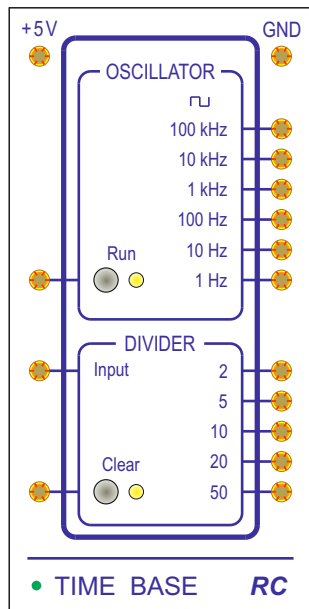 +5V GND
OSCILLATOR
100 kHz
10 kHz
1 kHz
100 Hz
Run
10 Hz
1 Hz
DIVIDER
Input 2
5
10
20
Clear
50
TIME BASE RC